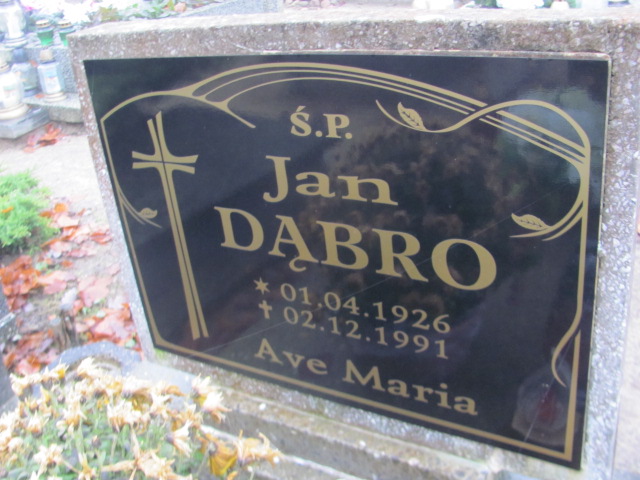 Ś.P.
Jan
DĄBRO
* 01.04.1926
✝ 02.12.1991
Ave Maria